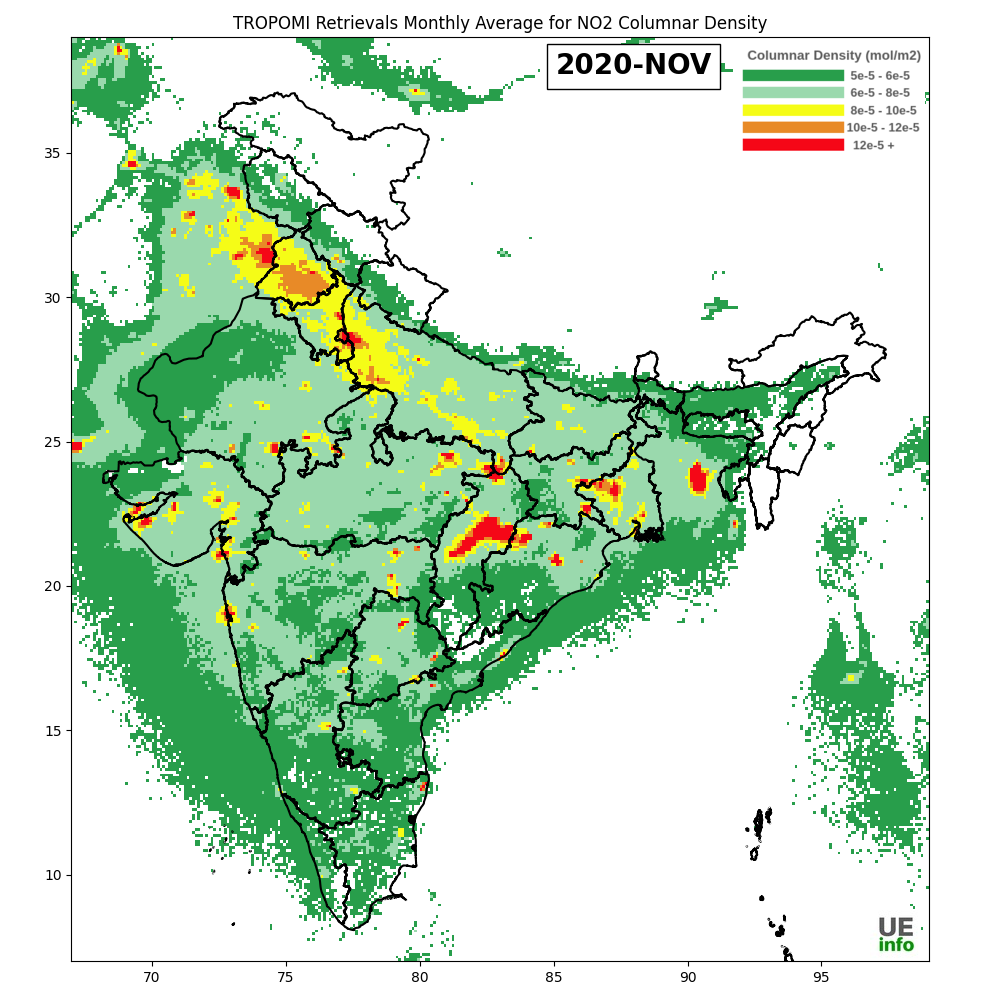 TROPOMI Retrievals Monthly Average for NO2 Columnar Density
2020-NOV
Columnar Density (mol/m2)
5e-5 - 6e-5
6e-5 - 8e-5
8e-5 - 10e-5
10e-5 - 12e-5
12e-5 +
35
30
25
20
15
10
70 75 80 85 90 95
UE
info